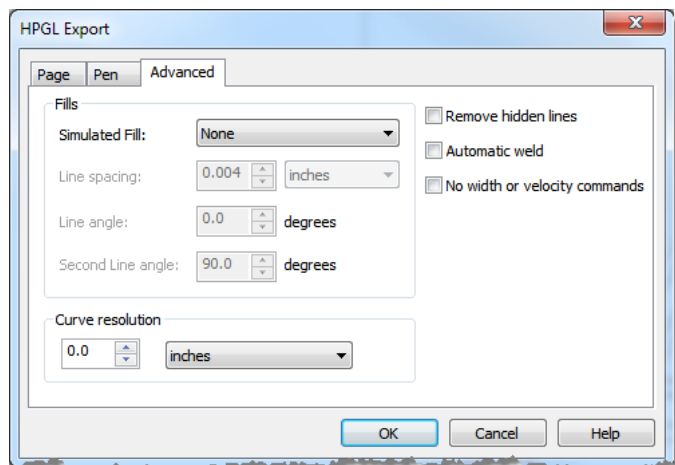 HPGL Export
Page Pen Advanced
Fills
Simulated Fill: None
Line spacing: 0.004 inches
Line angle: 0.0 degrees
Second Line angle: 90.0 degrees
Remove hidden lines
Automatic weld
No width or velocity commands
Curve resolution
0.0 inches
OK Cancel Help